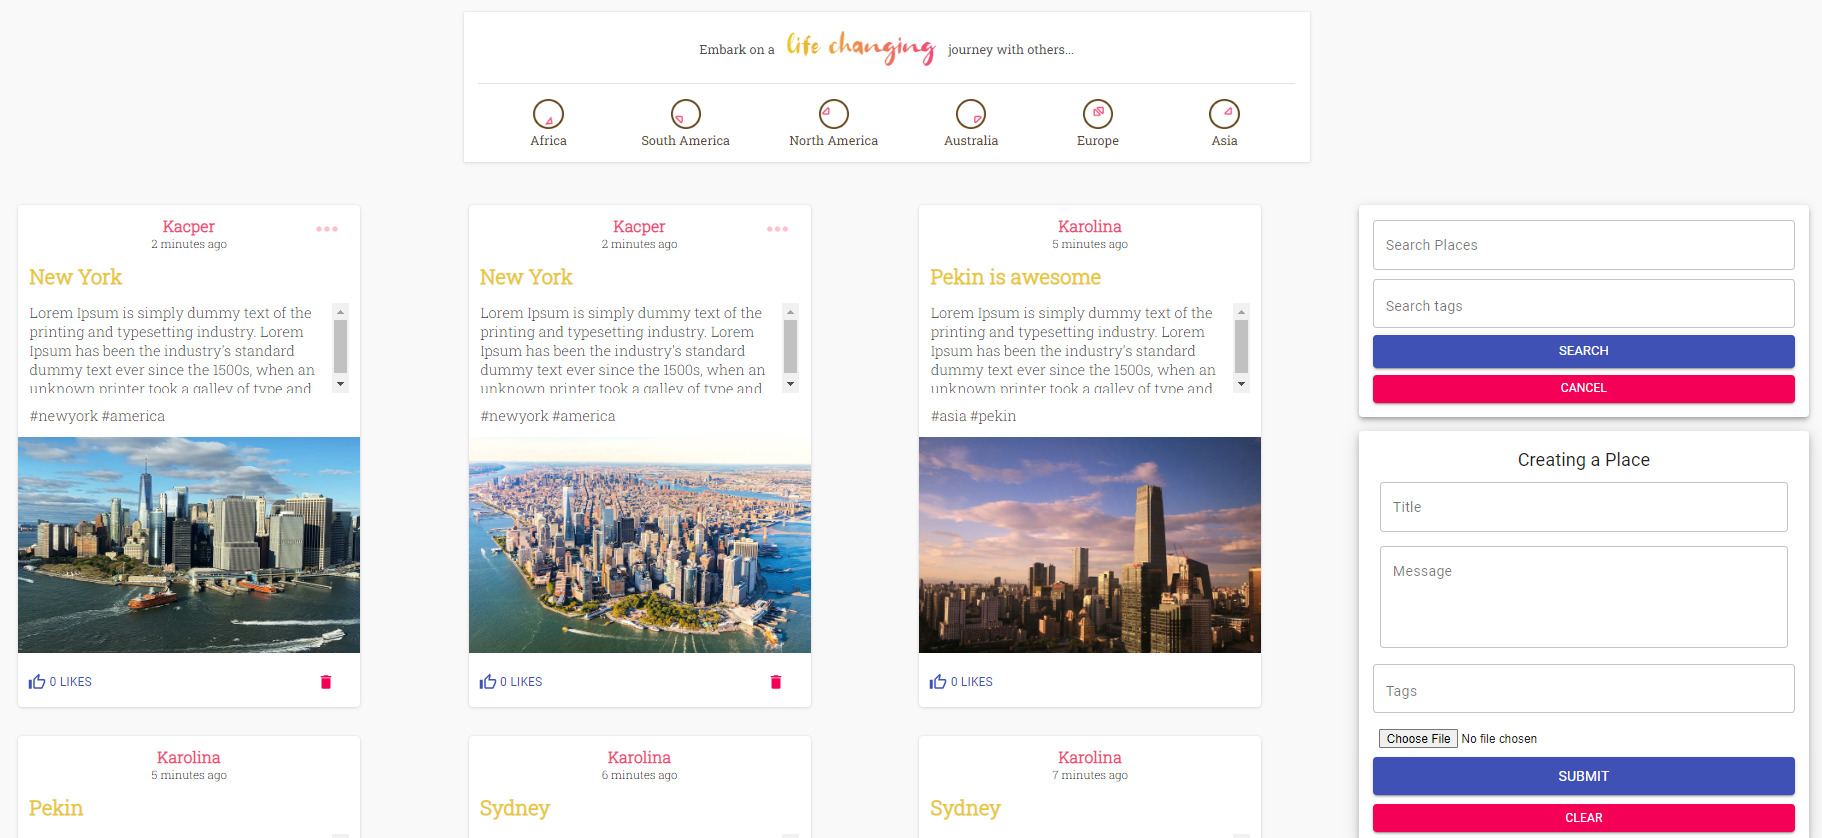 Embark on a life changing journey with others...
Africa
South America
North America
Australia
Europe
Asia
Kacper
2 minutes ago
New York
Lorem Ipsum is simply dummy text of the
printing and typesetting industry. Lorem
Ipsum has been the industry's standard
dummy text ever since the 1500s, when an
unknown printer took a galley of type and
#newyork #america
0 LIKES
Kacper
2 minutes ago
New York
Lorem Ipsum is simply dummy text of the
printing and typesetting industry. Lorem
Ipsum has been the industry's standard
dummy text ever since the 1500s, when an
unknown printer took a galley of type and
#newyork #america
0 LIKES
Karolina
5 minutes ago
Pekin is awesome
Lorem Ipsum is simply dummy text of the
printing and typesetting industry. Lorem
Ipsum has been the industry's standard
dummy text ever since the 1500s, when an
unknown printer took a galley of type and
#asia #pekin
0 LIKES
Karolina
5 minutes ago
Pekin
Karolina
6 minutes ago
Sydney
Karolina
7 minutes ago
Sydney
Search Places
Search tags
SEARCH
CANCEL
Creating a Place
Title
Message
Tags
Choose File No file chosen
SUBMIT
CLEAR